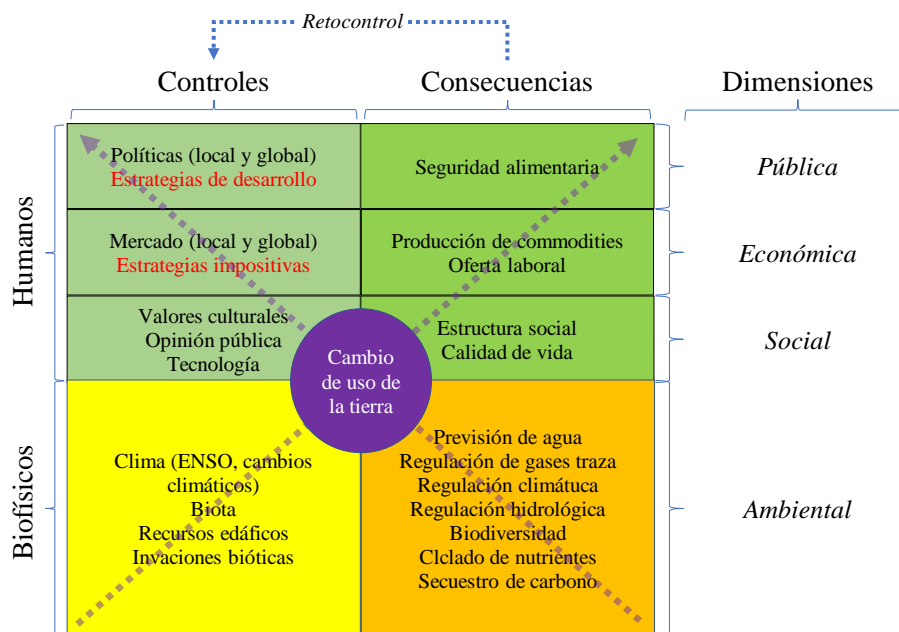 Retocontrol
Controles
Consecuencias
Dimensiones
Humanos
Políticas (local y global)
Estrategias de desarrollo
Seguridad alimentaria
Pública
Mercado (local y global)
Estrategias impositivas
Producción de commodities
Oferta laboral
Económica
Valores culturales
Opinión pública
Tecnología
Estructura social
Calidad de vida
Social
Cambio
de uso de
la tierra
Biofísicos
Clima (ENSO, cambios
climáticos)
Biota
Recursos edáficos
Invaciones bióticas
Previsión de agua
Regulación de gases traza
Regulación climátuca
Regulación hidrológica
Biodiversidad
Clclado de nutrientes
Secuestro de carbono
Ambiental